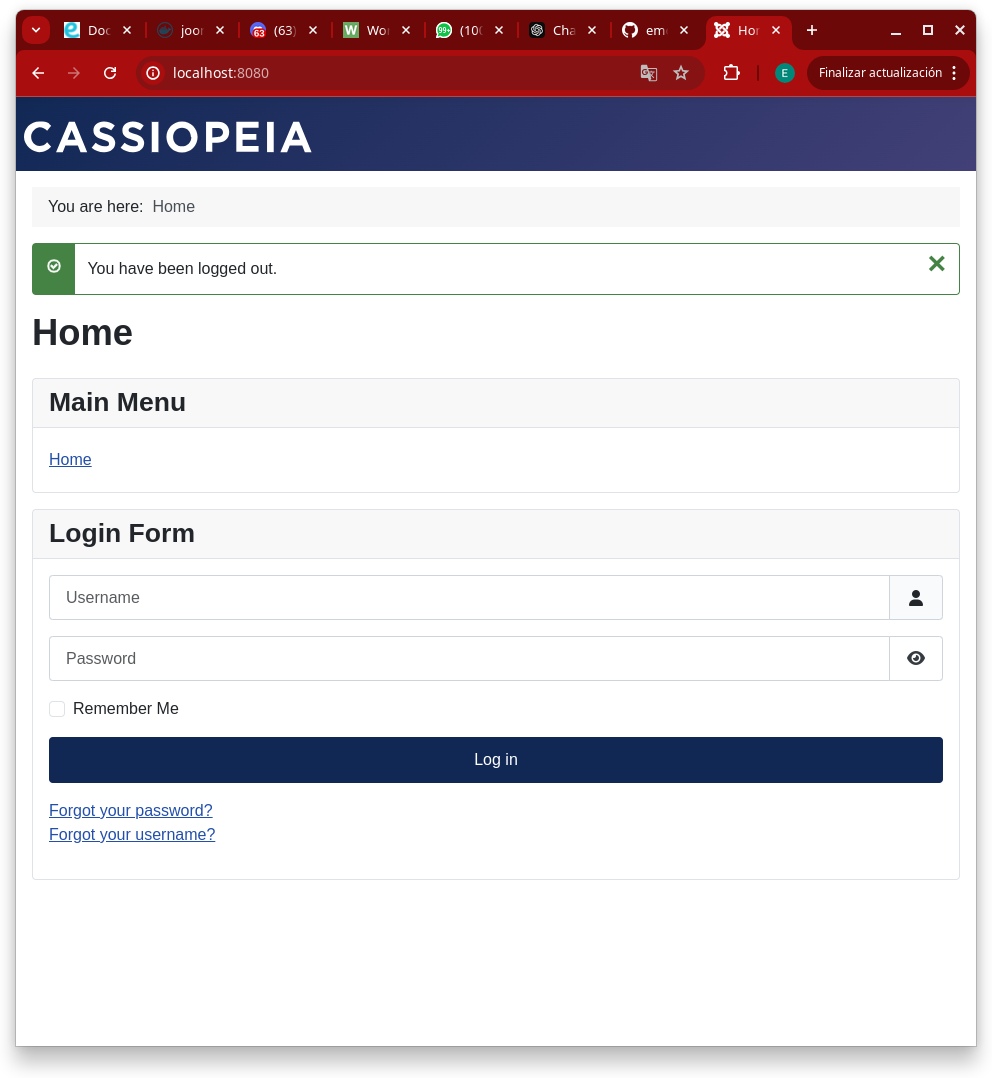 Doc
joor
63
(63)
W
Wor
99+
(100
Cha
em
Hor
localhost:8080
E
Finalizar actualización
CASSIOPEIA
You are here: Home
You have been logged out.
Home
Main Menu
Home
Login Form
Username
Password
Remember Me
Log in
Forgot your password?
Forgot your username?